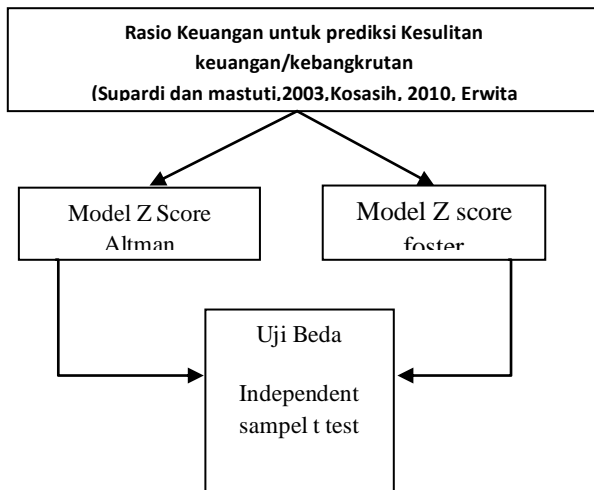 Rasio Keuangan untuk prediksi Kesulitan
keuangan/kebangkrutan
(Supardi dan mastuti,2003,Kosasih, 2010, Erwita
Model Z Score
Altman
Model Z score
foster
Uji Beda
Independent
sampel t test